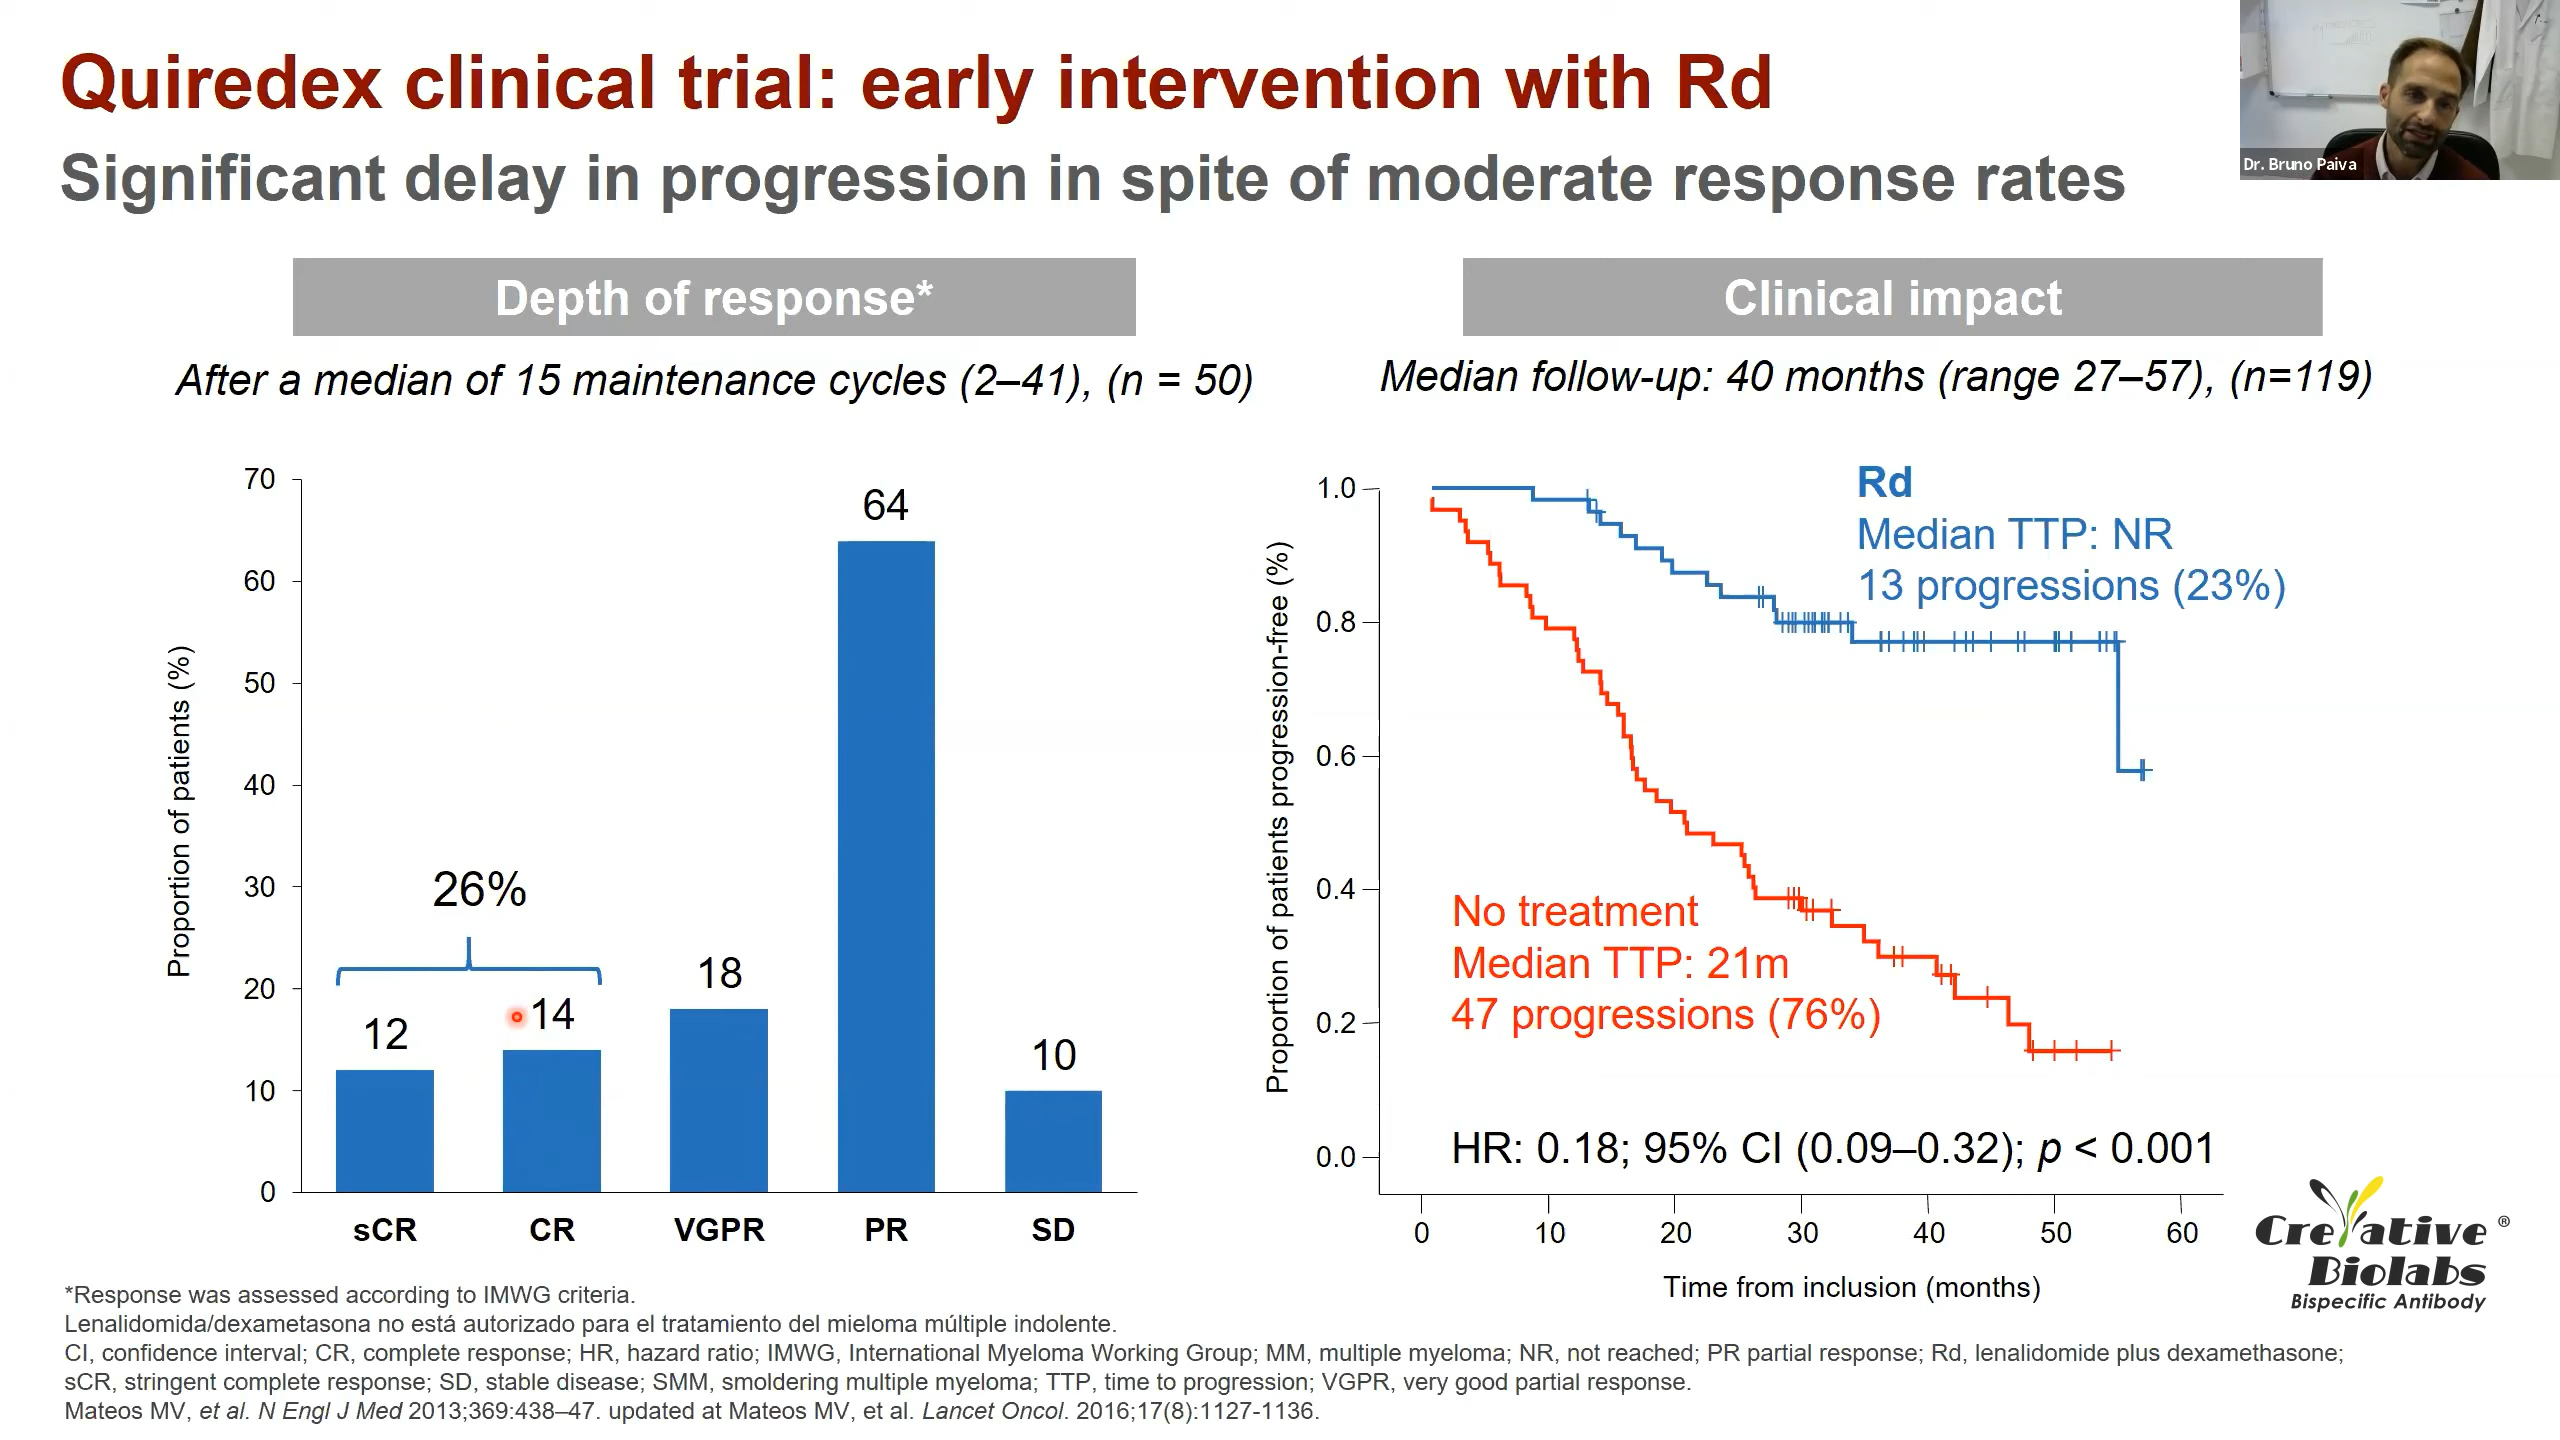 Quiredex clinical trial: early intervention with Rd
Significant delay in progression in spite of moderate response rates
Dr. Bruno Paiva
Depth of response*
After a median of 15 maintenance cycles (2–41), (n = 50)
Proportion of patients (%)
70
60
50
40
30
20
10
0
26%
12
14
18
64
10
sCR
CR
VGPR
PR
SD
Clinical impact
Median follow-up: 40 months (range 27–57), (n=119)
Proportion of patients progression-free (%)
1.0
0.8
0.6
0.4
0.2
0.0
Rd
Median TTP: NR
13 progressions (23%)
No treatment
Median TTP: 21m
47 progressions (76%)
HR: 0.18; 95% CI (0.09–0.32); p < 0.001
0
10
20
30
40
50
60
Time from inclusion (months)
Creative ®
Biolabs
Bispecific Antibody
*Response was assessed according to IMWG criteria.
Lenalidomida/dexametasona no está autorizado para el tratamiento del mieloma múltiple indolente.
CI, confidence interval; CR, complete response; HR, hazard ratio; IMWG, International Myeloma Working Group; MM, multiple myeloma; NR, not reached; PR partial response; Rd, lenalidomide plus dexamethasone;
sCR, stringent complete response; SD, stable disease; SMM, smoldering multiple myeloma; TTP, time to progression; VGPR, very good partial response.
Mateos MV, et al. N Engl J Med 2013;369:438–47. updated at Mateos MV, et al. Lancet Oncol. 2016;17(8):1127-1136.